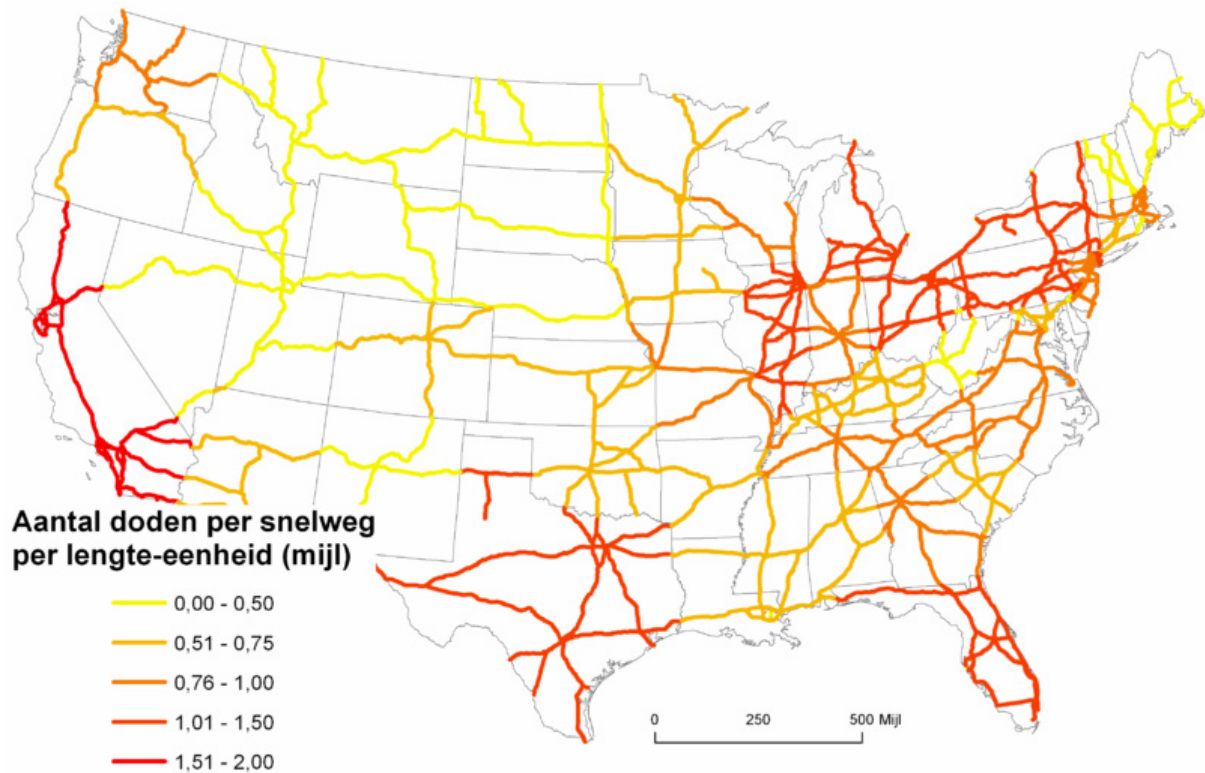 Aantal doden per snelweg
per lengte-eenheid (mijl)
0,00 - 0,50
0,51 - 0,75
0,76 - 1,00
1,01 - 1,50
1,51 - 2,00
0 250 500 Mijl